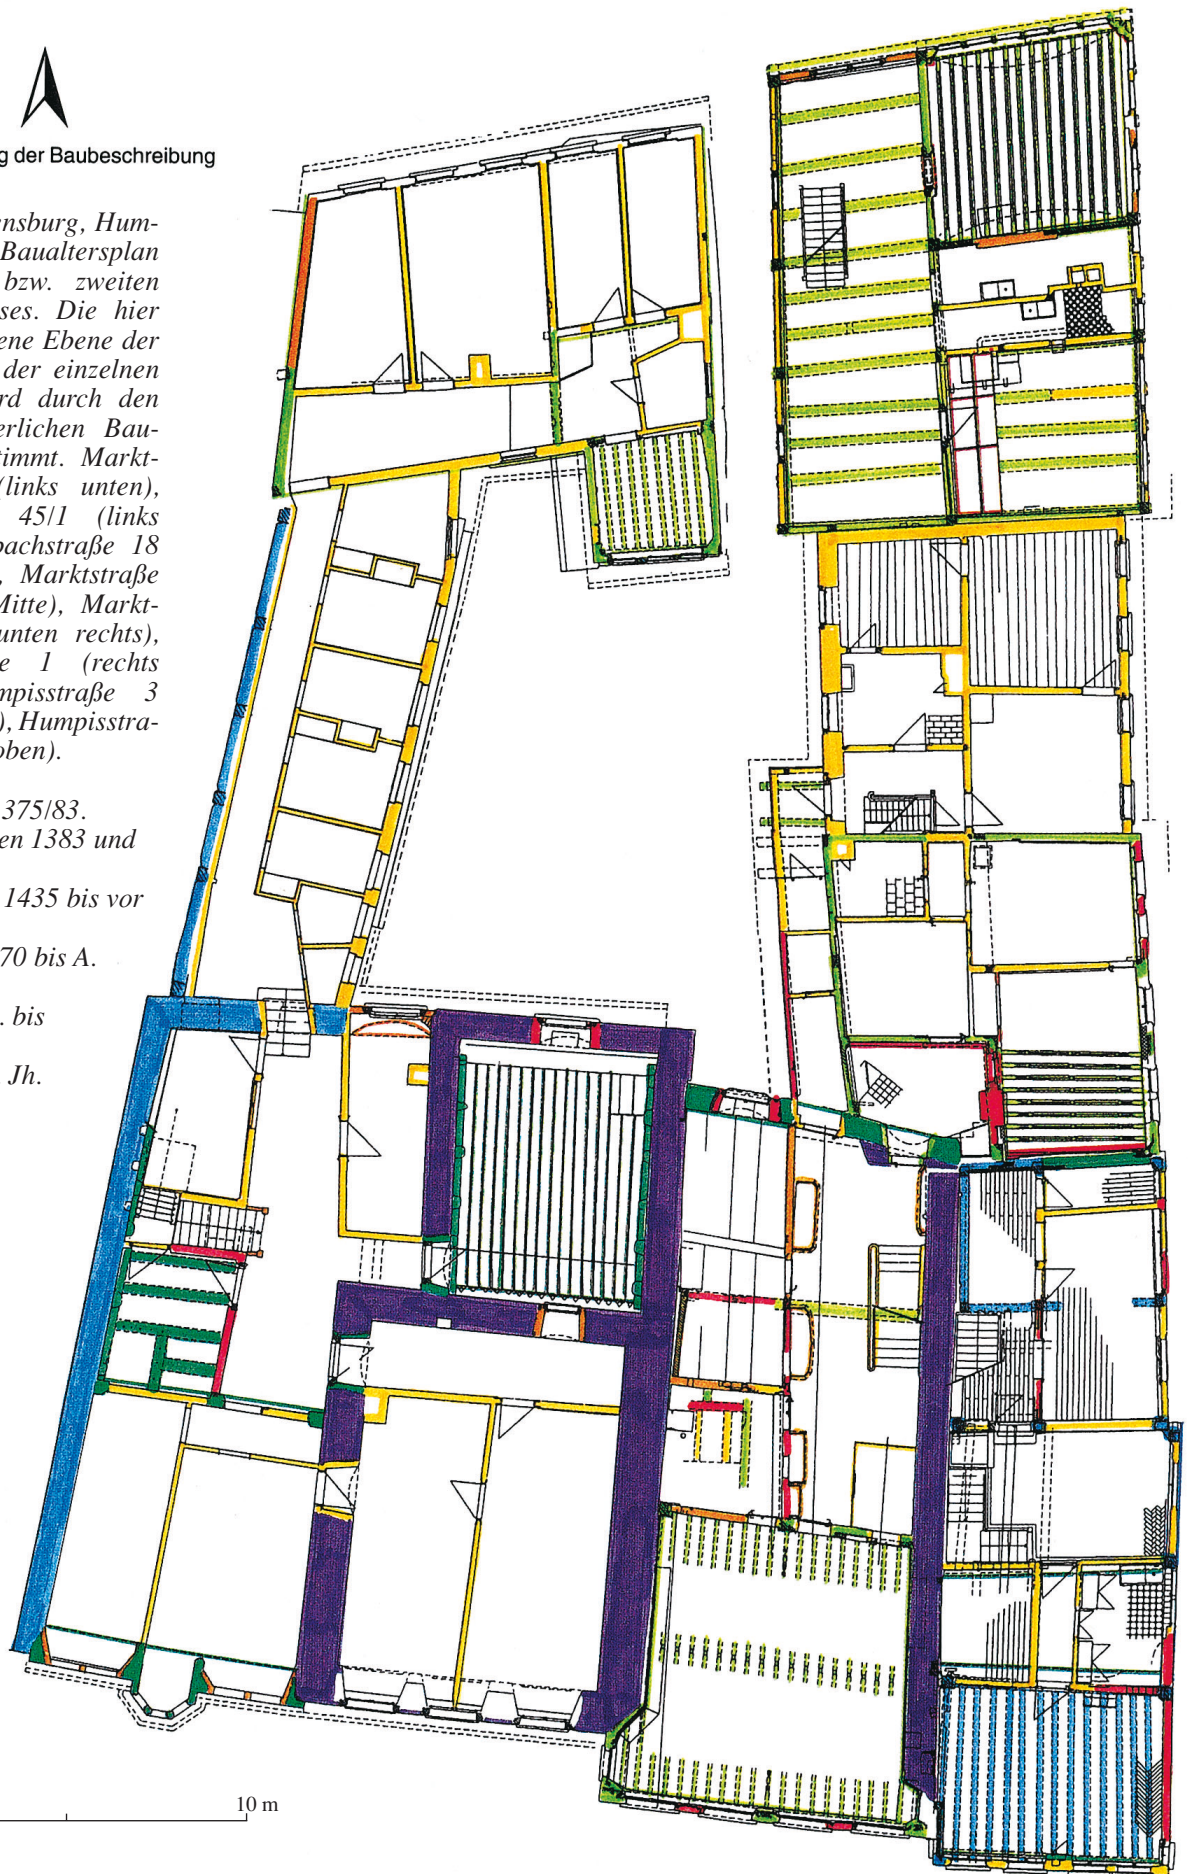 g der Baubeschreibung
nsburg, Hum-
Baualtersplan
bzw. zweiten
ses. Die hier
ene Ebene der
der einzelnen
rd durch den
erlichen Bau-
timmt. Markt-
(links unten),
45/1 (links
bachstraße 18
, Marktstraße
Mitte), Markt-
unten rechts),
e 1 (rechts
mpisstraße 3
), Humpisstra-
oben).
375/83.
en 1383 und
1435 bis vor
70 bis A.
. bis
Jh.
10 m